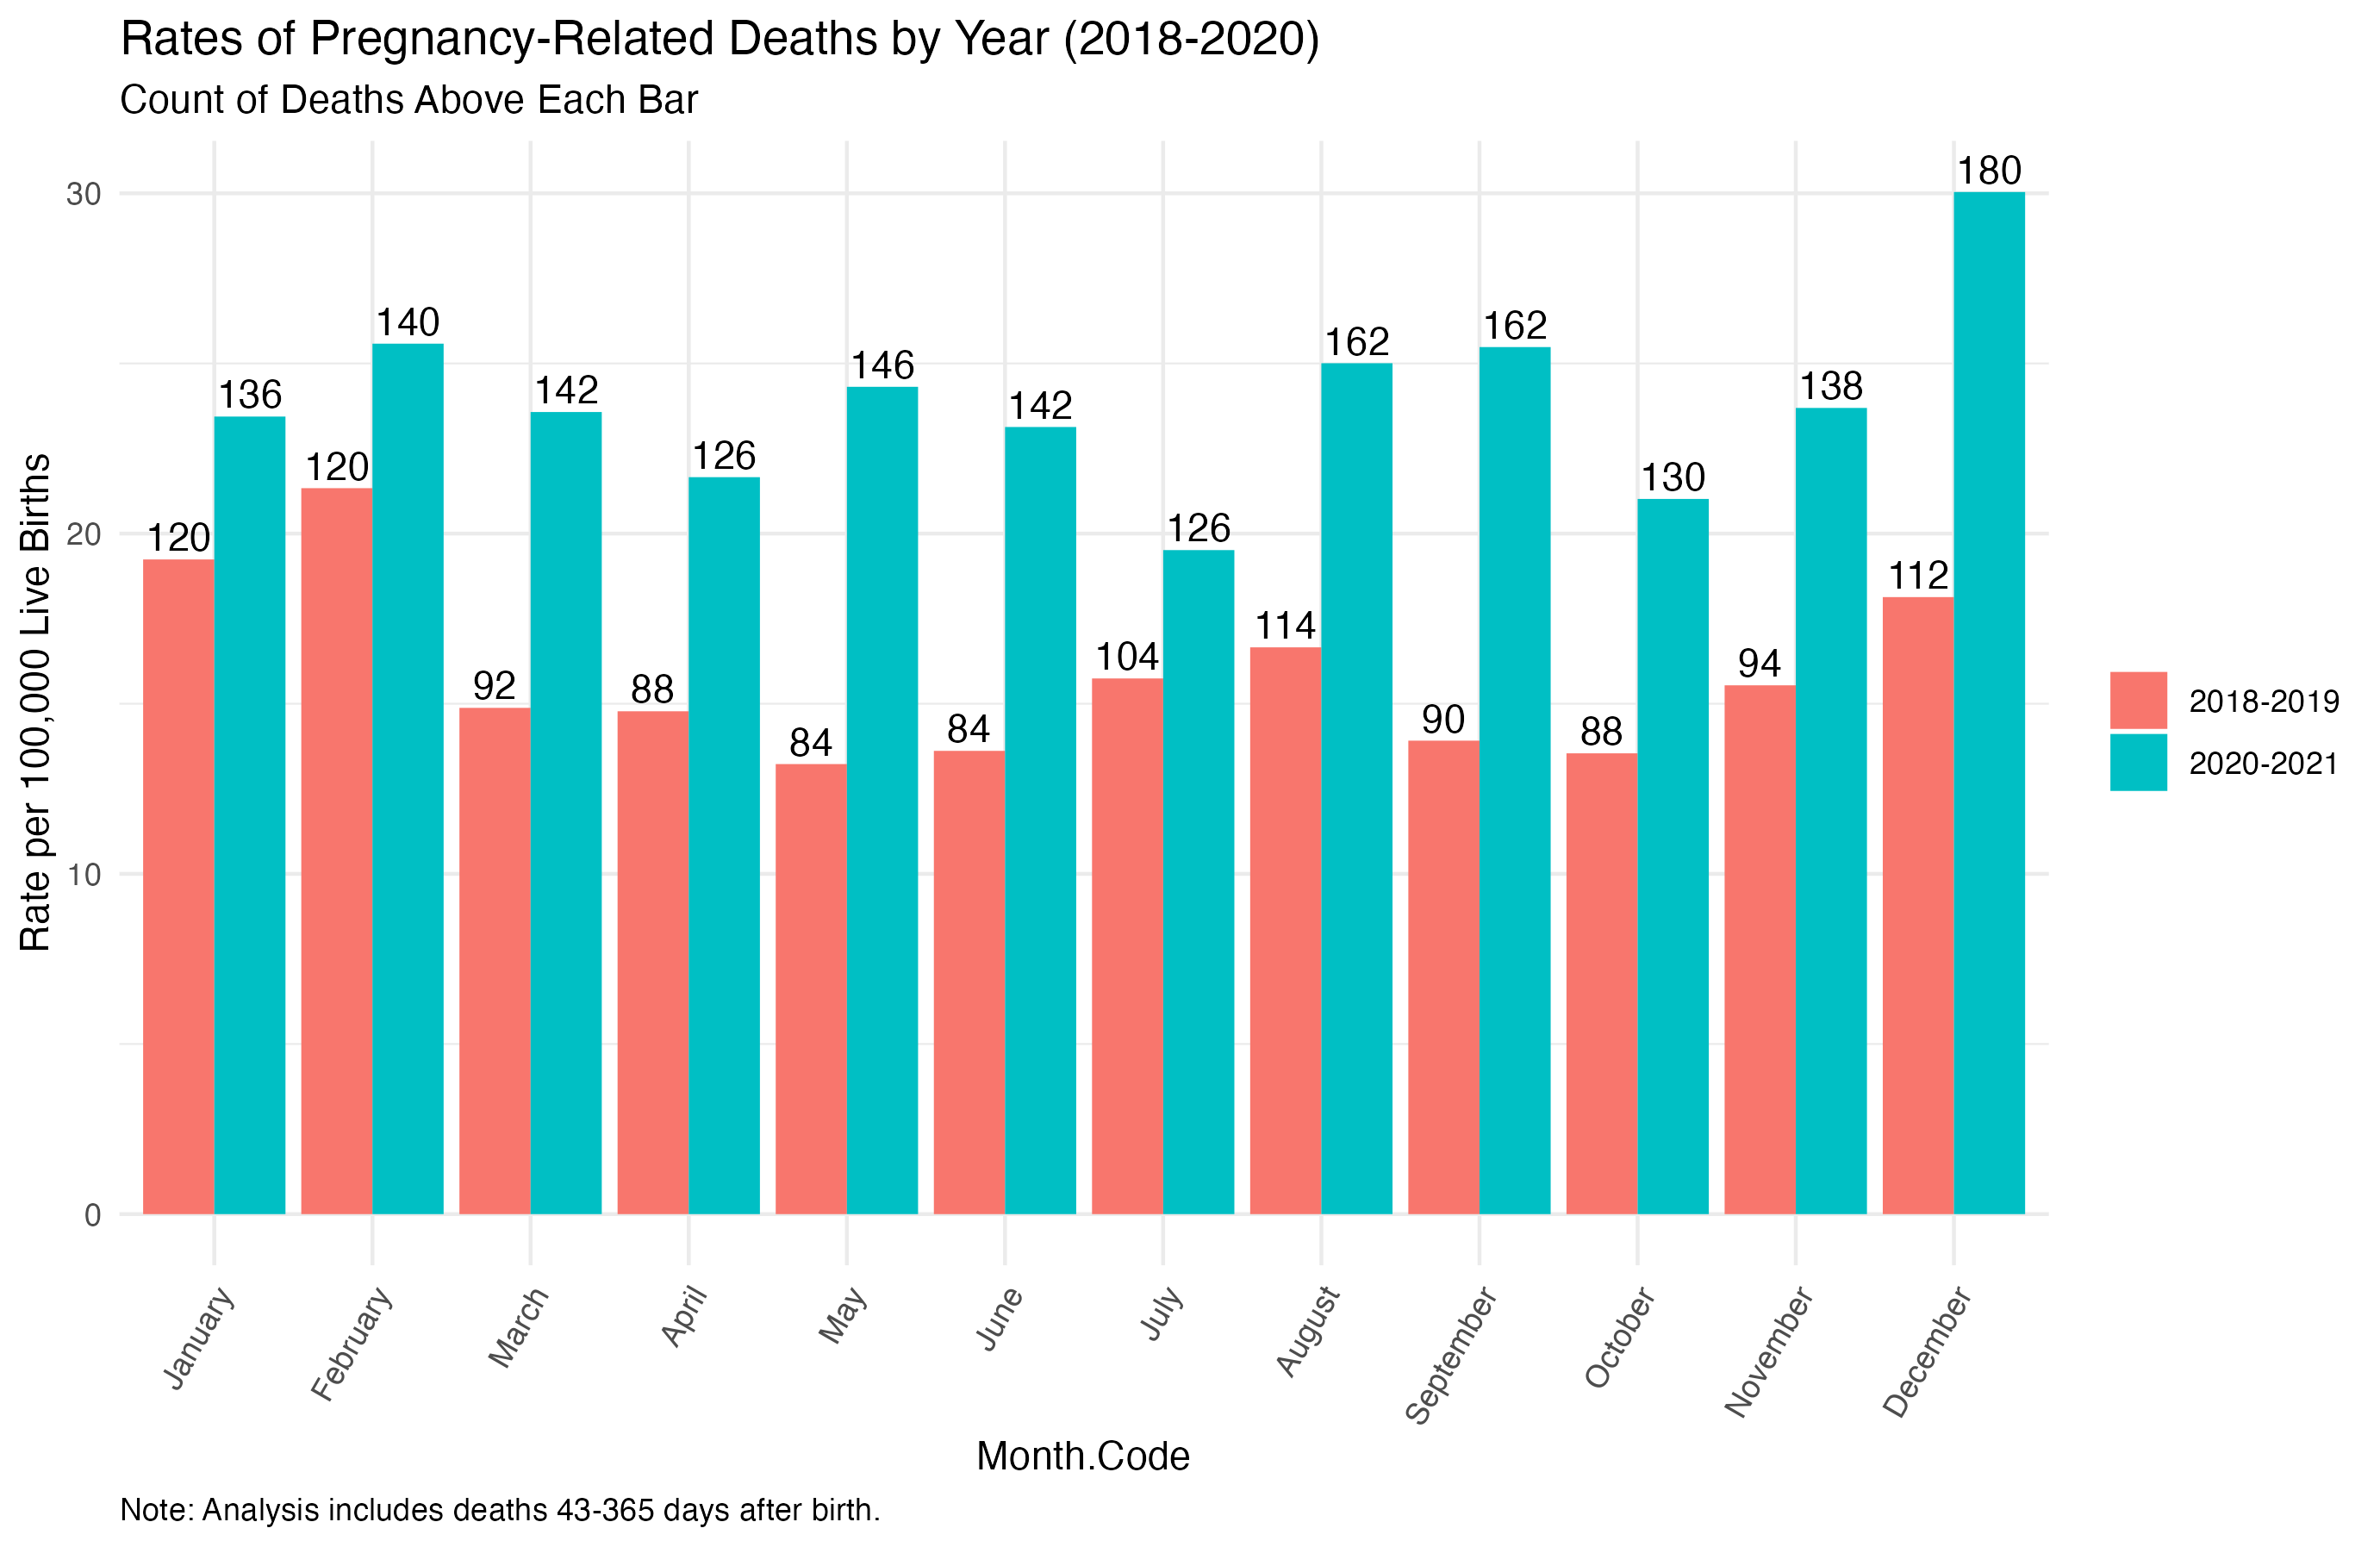 Rates of Pregnancy-Related Deaths by Year (2018-2020)
Count of Deaths Above Each Bar
Rate per 100,000 Live Births
30
20
10
0
120
136
120
140
92
142
88
126
84
146
84
142
104
126
114
162
90
162
88
130
94
138
112
180
2018-2019
2020-2021
January
February
March
April
May
June
July
August
September
October
November
December
Month.Code
Note: Analysis includes deaths 43-365 days after birth.